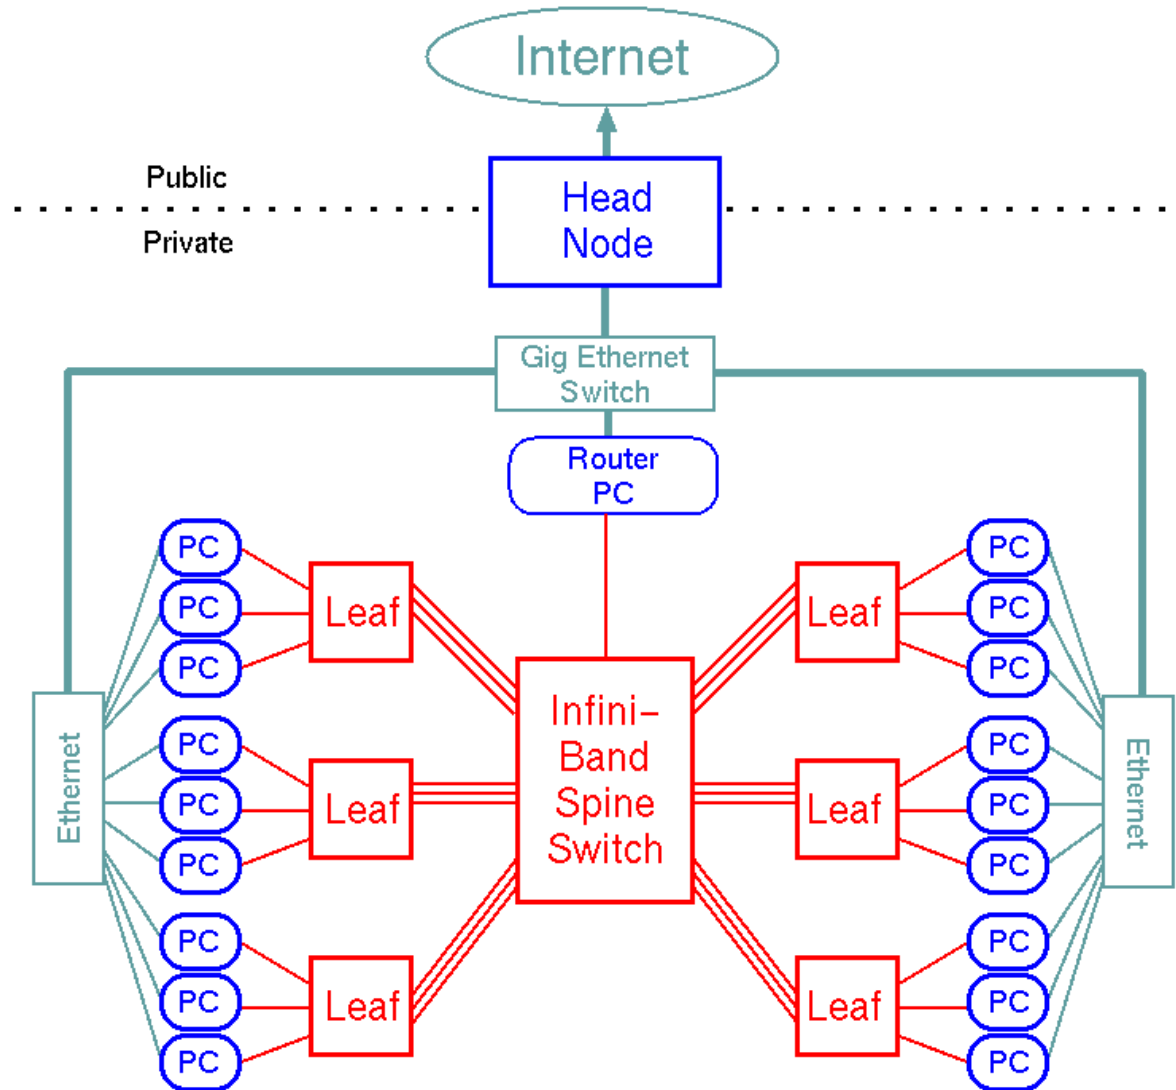 Internet
Public
Private
Head
Node
Gig Ethernet
Switch
Router
PC
PC
PC
PC
Leaf
Leaf
PC
PC
PC
Infini-
Band
Spine
Switch
Ethernet
PC
PC
PC
Leaf
Leaf
PC
PC
PC
Ethernet
PC
PC
PC
Leaf
Leaf
PC
PC
PC